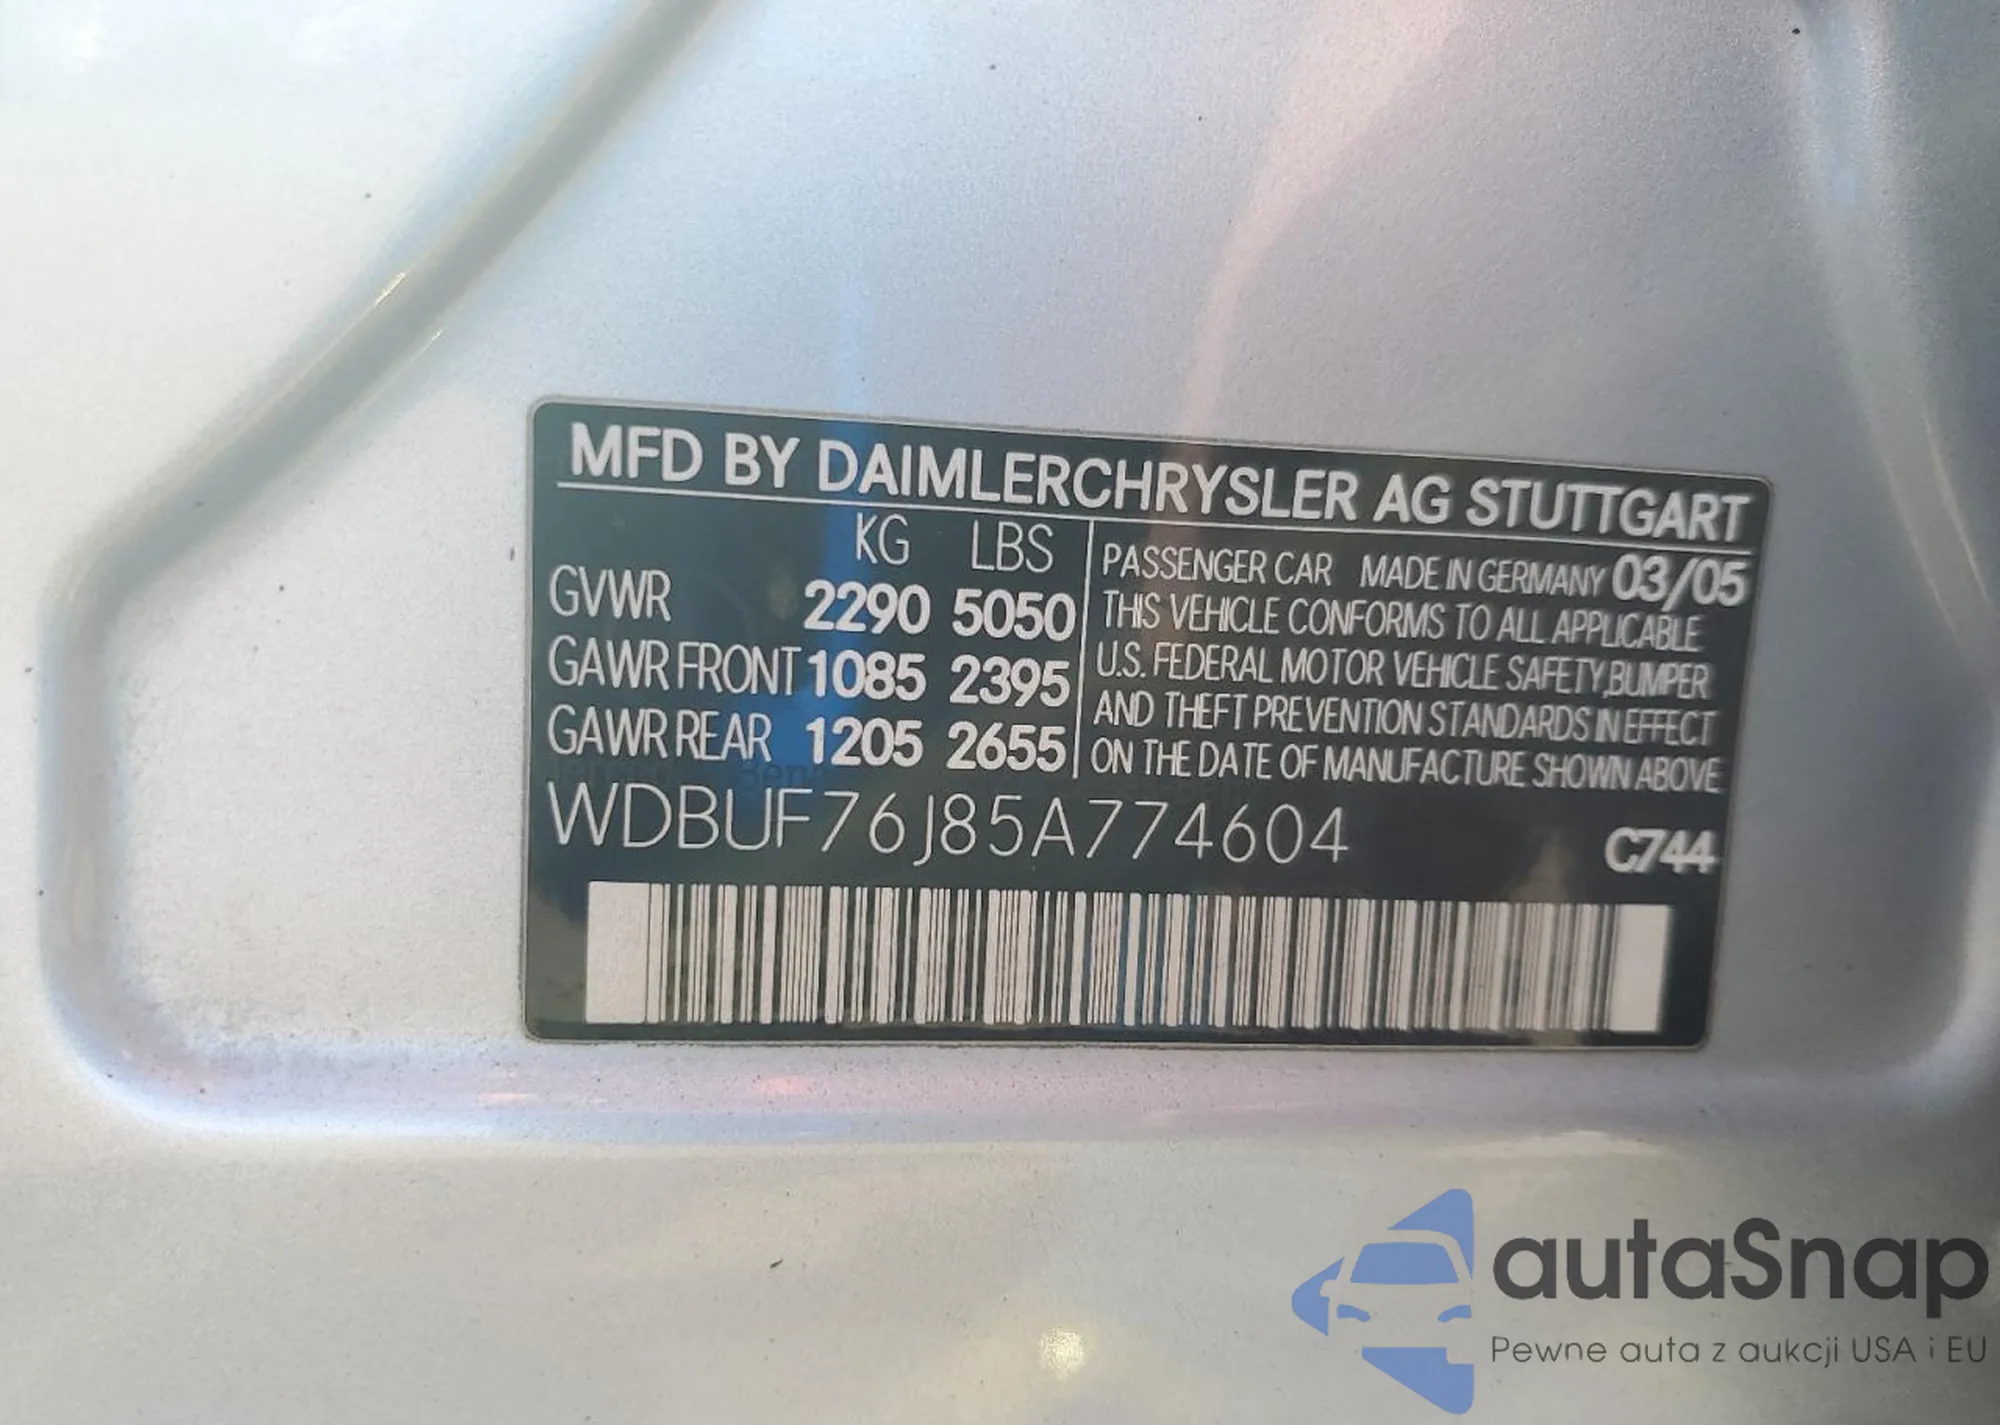 MFD BY DAIMLERCHRYSLER AG STUTTGART
KG LBS
GVWR 2290 5050
GAWR FRONT 1085 2395
GAWR REAR 1205 2655
PASSENGER CAR MADE IN GERMANY 03/05
THIS VEHICLE CONFORMS TO ALL APPLICABLE
U.S. FEDERAL MOTOR VEHICLE SAFETY,BUMPER
AND THEFT PREVENTION STANDARDS IN EFFECT
ON THE DATE OF MANUFACTURE SHOWN ABOVE
WDBUF76J85A774604 C744
autaSnap
Pewne auta z aukcji USA i EU